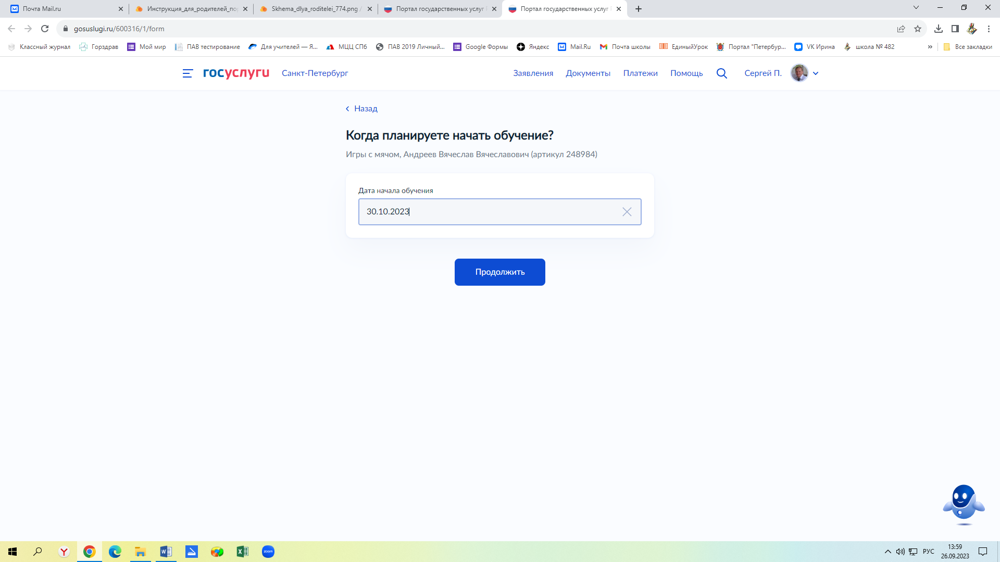 Почта Mail.ru
Инструкция_для_родителей_по
Skhema_dlya_roditelei_774.png /
Портал государственных услуг
Портал государственных услуг
gosuslugi.ru/600316/1/form
Классный журнал
Горздрав
Мой мир
ПАВ тестирование
Для учителей — Я...
МЦЦ СПб
ПАВ 2019 Личный...
Google Формы
Яндекс
Mail.Ru
Почта школы
ЕдиныйУрок
Портал "Петербур...
VK Ирина
школа № 482
»
Все закладки
госуслуги
Санкт-Петербург
Заявления
Документы
Платежи
Помощь
Сергей П.
Назад
Когда планируете начать обучение?
Игры с мячом, Андреев Вячеслав Вячеславович (артикул 248984)
Дата начала обучения
30.10.2023
Продолжить
zoom
РУС
13:59
26.09.2023